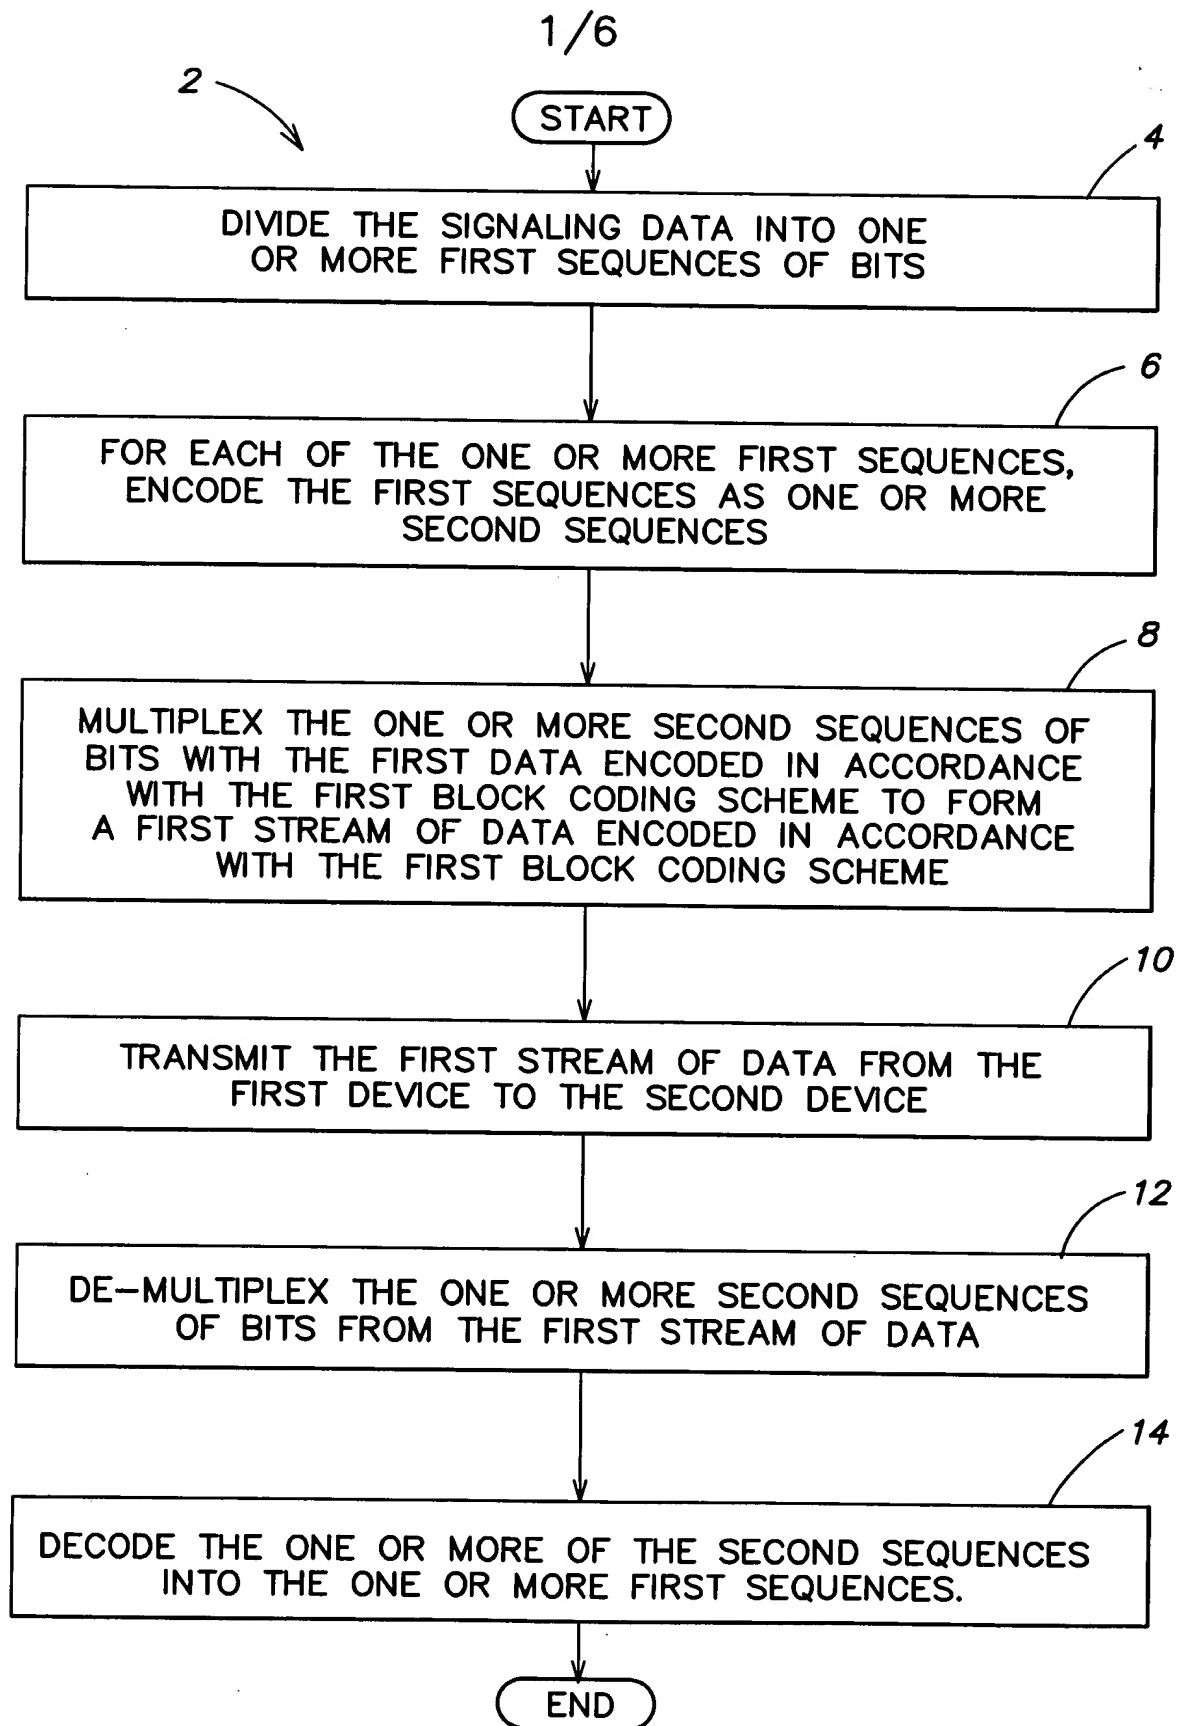 1/6
2
START
4
DIVIDE THE SIGNALING DATA INTO ONE
OR MORE FIRST SEQUENCES OF BITS
6
FOR EACH OF THE ONE OR MORE FIRST SEQUENCES,
ENCODE THE FIRST SEQUENCES AS ONE OR MORE
SECOND SEQUENCES
8
MULTIPLEX THE ONE OR MORE SECOND SEQUENCES OF
BITS WITH THE FIRST DATA ENCODED IN ACCORDANCE
WITH THE FIRST BLOCK CODING SCHEME TO FORM
A FIRST STREAM OF DATA ENCODED IN ACCORDANCE
WITH THE FIRST BLOCK CODING SCHEME
10
TRANSMIT THE FIRST STREAM OF DATA FROM THE
FIRST DEVICE TO THE SECOND DEVICE
12
DE-MULTIPLEX THE ONE OR MORE SECOND SEQUENCES
OF BITS FROM THE FIRST STREAM OF DATA
14
DECODE THE ONE OR MORE OF THE SECOND SEQUENCES
INTO THE ONE OR MORE FIRST SEQUENCES.
END